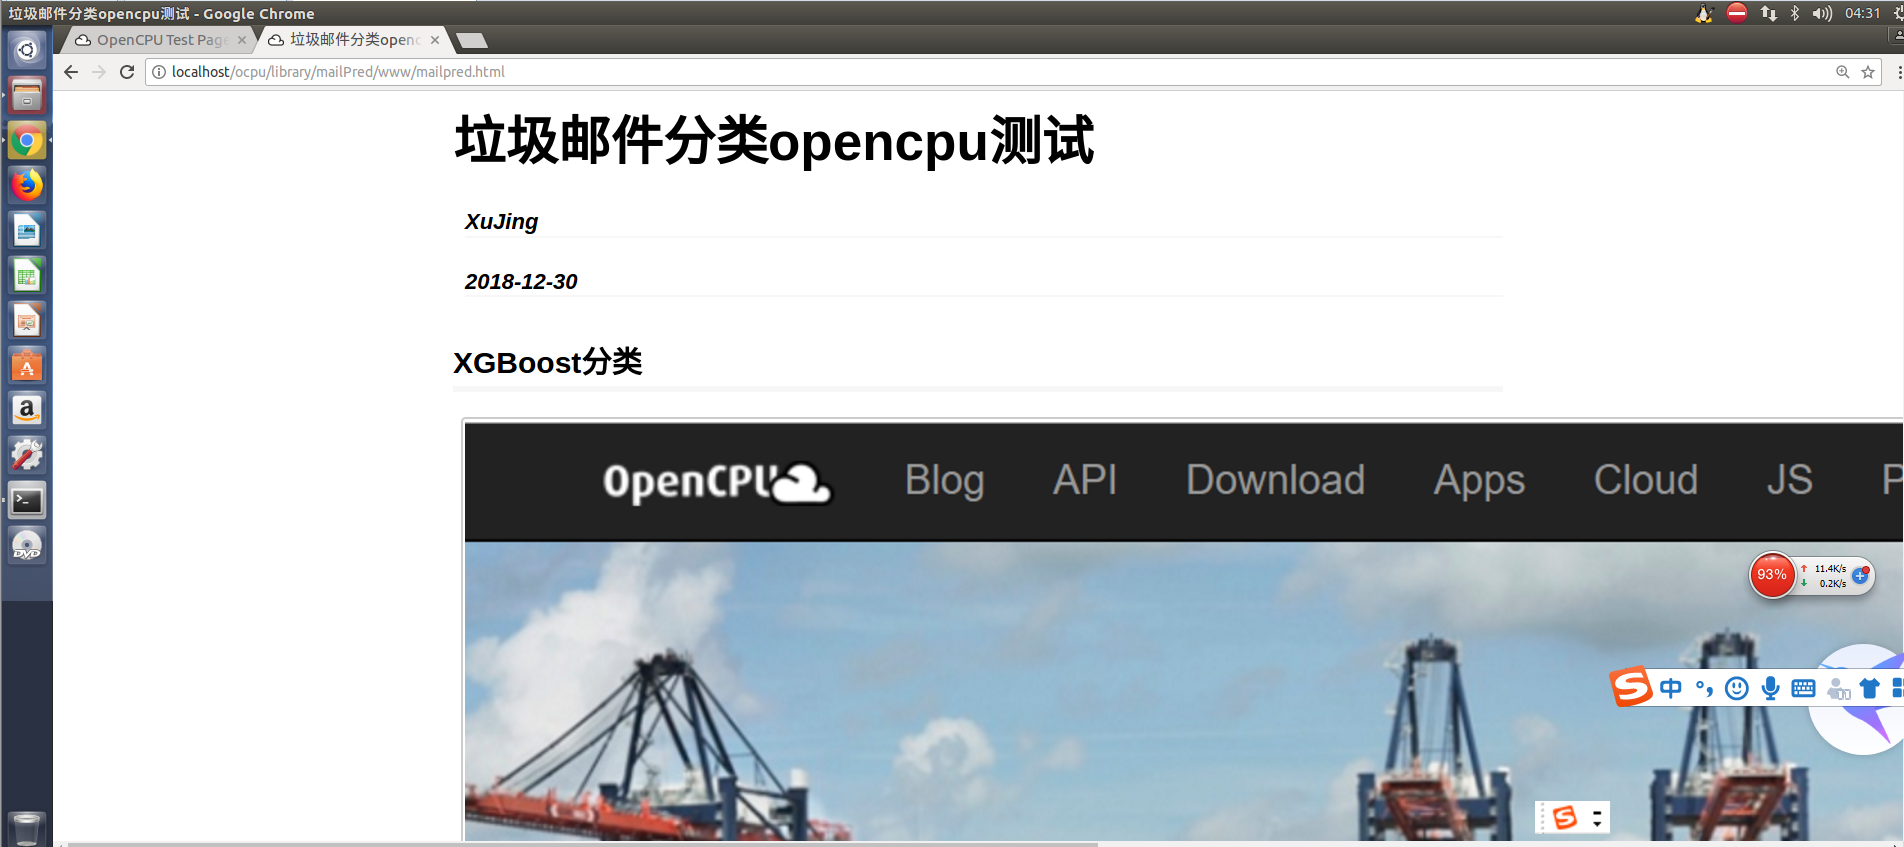 垃圾邮件分类opencpu测试 - Google Chrome
04:31
OpenCPU Test Page
垃圾邮件分类openc
localhost/ocpu/library/mailPred/www/mailpred.html
垃圾邮件分类opencpu测试
XuJing
2018-12-30
XGBoost分类
OpenCPU Blog API Download Apps Cloud JS P
93%
11.4K/s
0.2K/s
中